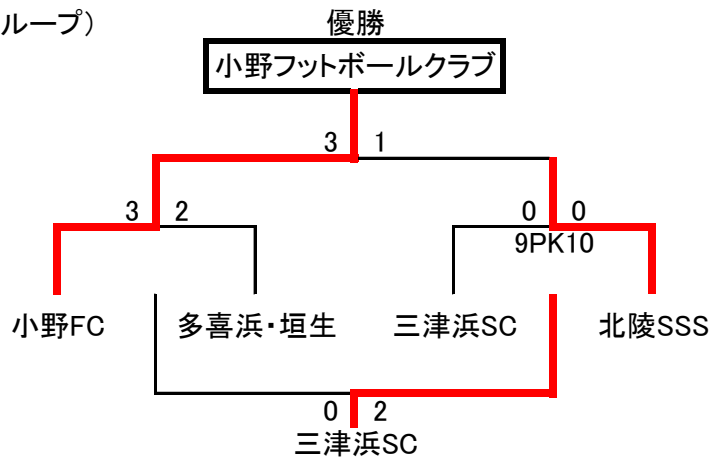 ループ)
優勝
小野フットボールクラブ
3 1
3 2
0 0
9PK10
小野FC 多喜浜・垣生 三津浜SC 北陵SSS
0 2
三津浜SC